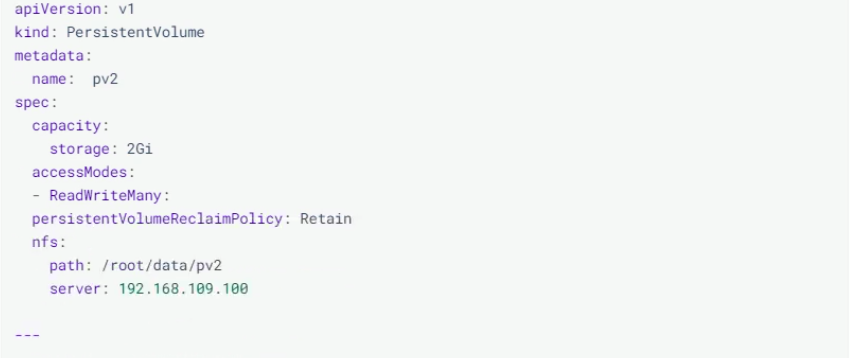 apiVersion: v1
kind: PersistentVolume
metadata:
  name:  pv2
spec:
  capacity:
    storage: 2Gi
  accessModes:
  - ReadWriteMany:
  persistentVolumeReclaimPolicy: Retain
  nfs:
    path: /root/data/pv2
    server: 192.168.109.100
---